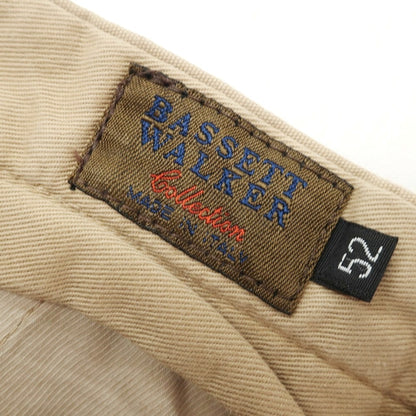 BASSETT
WALKER
Collection
MADE IN ITALY
52